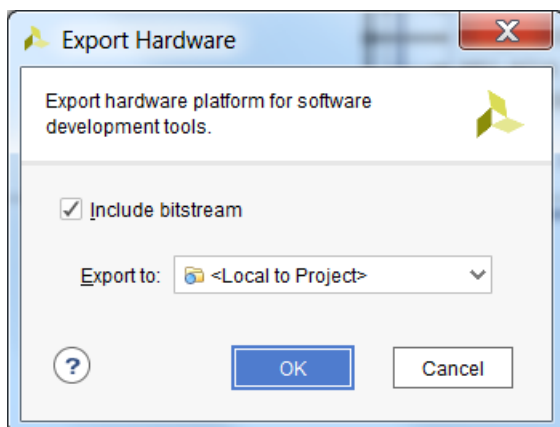 Export Hardware
Export hardware platform for software
development tools.
Include bitstream
Export to: <Local to Project>
?
OK Cancel